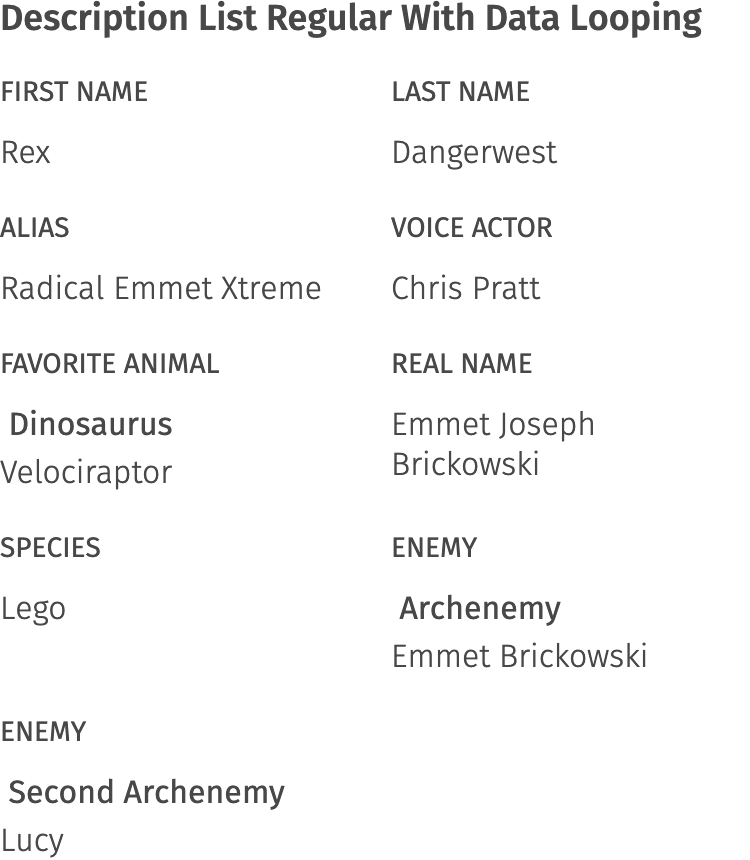 Description List Regular With Data Looping
FIRST NAME
Rex
LAST NAME
Dangerwest
ALIAS
Radical Emmet Xtreme
VOICE ACTOR
Chris Pratt
FAVORITE ANIMAL
Dinosaurus
Velociraptor
REAL NAME
Emmet Joseph
Brickowski
SPECIES
Lego
ENEMY
Archenemy
Emmet Brickowski
ENEMY
Second Archenemy
Lucy